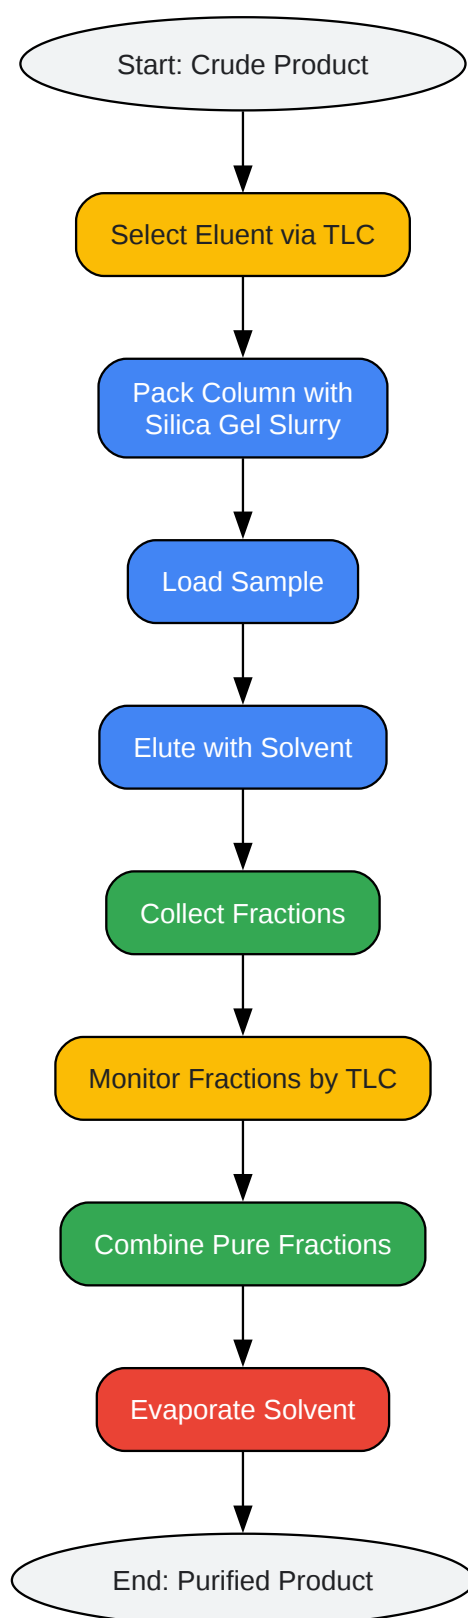 Start: Crude Product
Select Eluent via TLC
Pack Column with
Silica Gel Slurry
Load Sample
Elute with Solvent
Collect Fractions
Monitor Fractions by TLC
Combine Pure Fractions
Evaporate Solvent
End: Purified Product